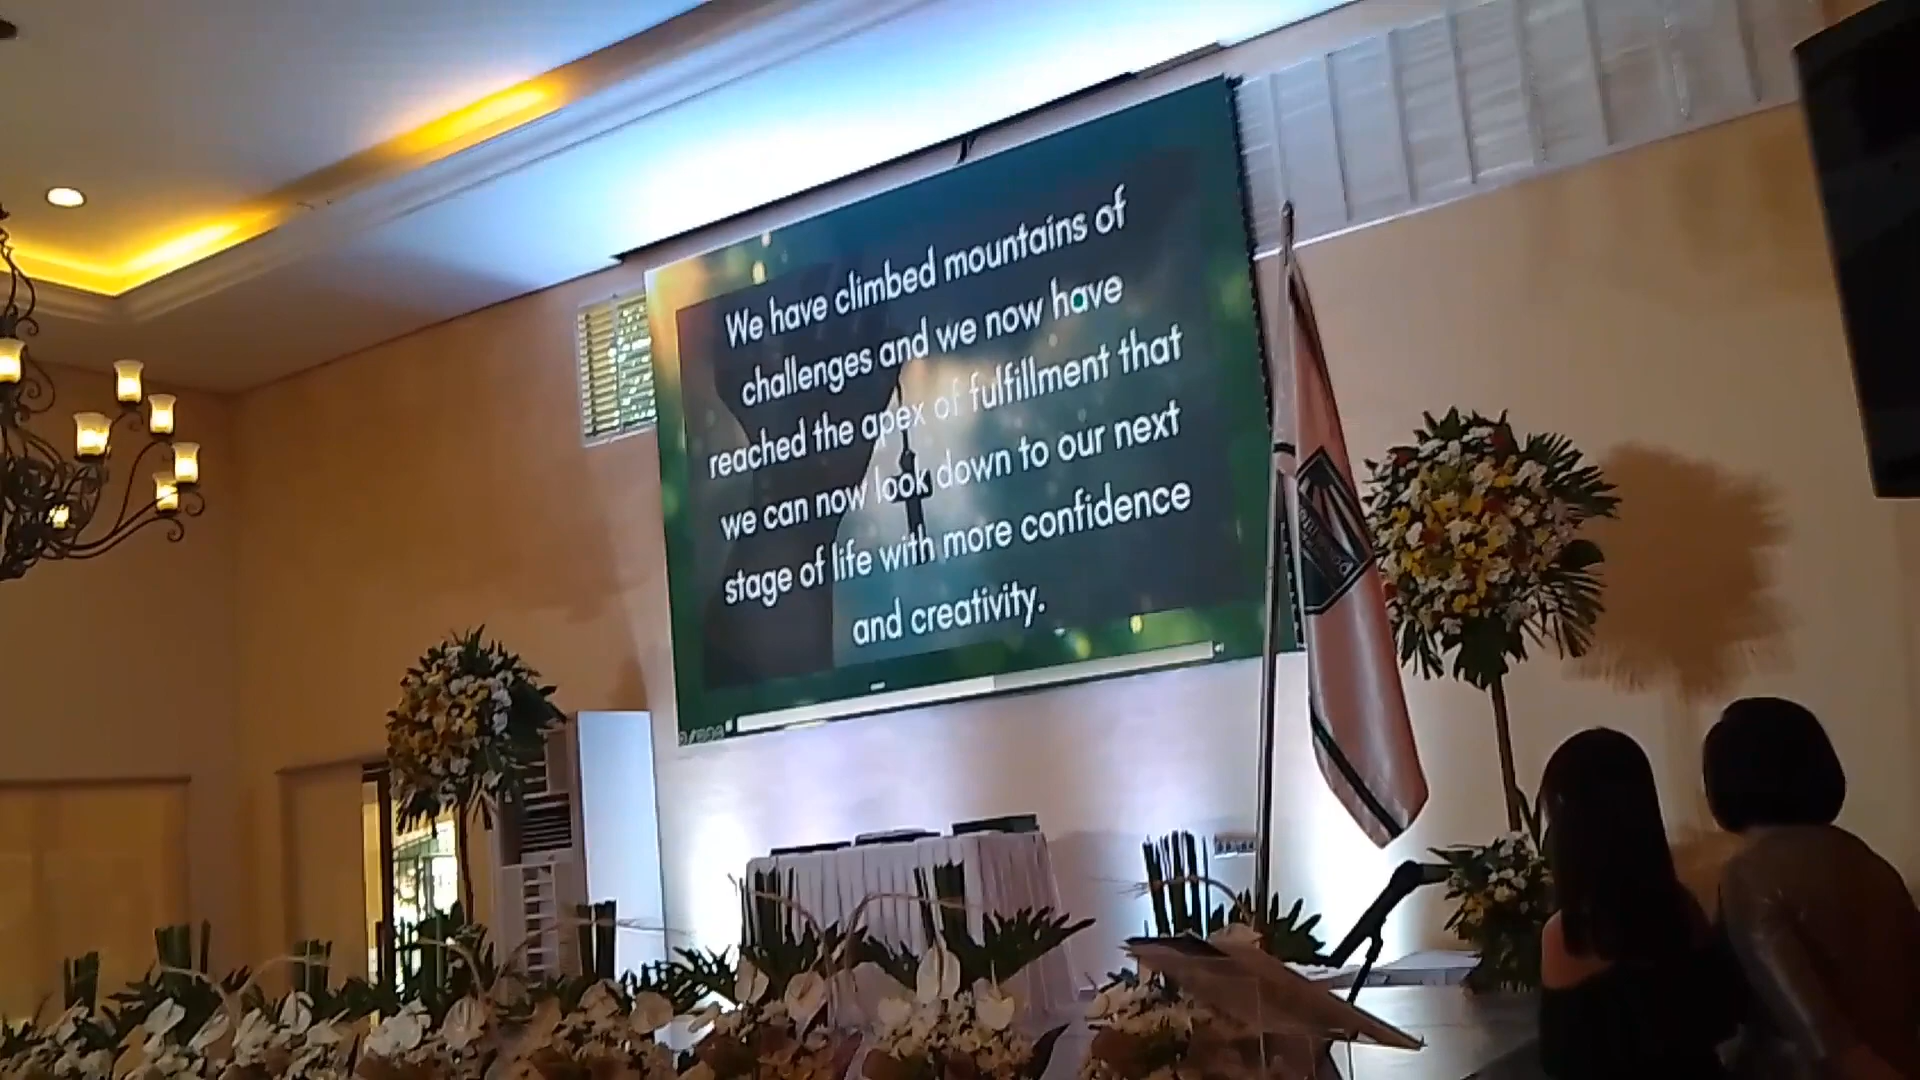 We have climbed mountains of
challenges and we now have
reached the apex of fulfillment that
we can now look down to our next
stage of life with more confidence
and creativity.